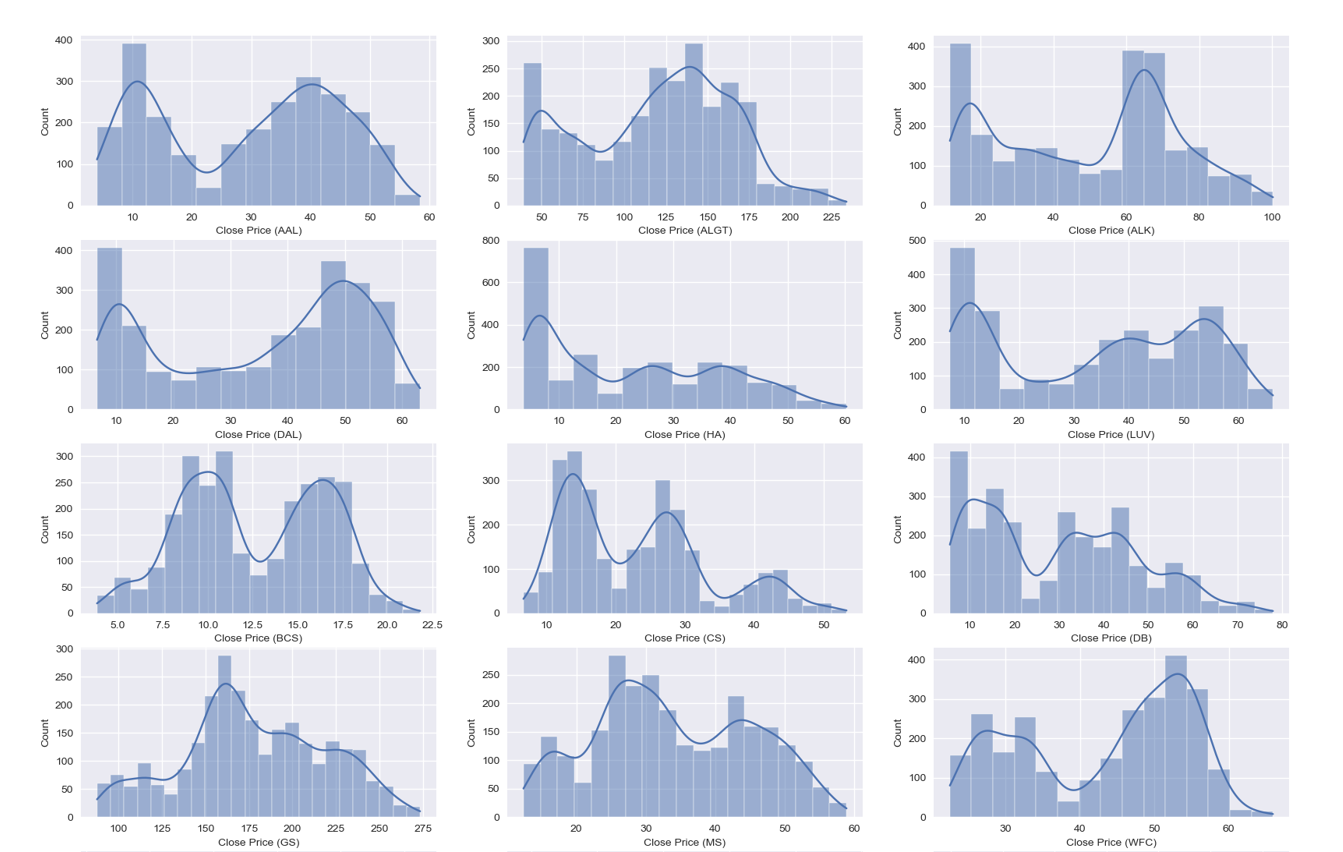 400
300
200
100
0
Count
10 20 30 40 50 60
Close Price (AAL)
300
250
200
150
100
50
0
Count
50 75 100 125 150 175 200 225
Close Price (ALGT)
400
300
200
100
0
Count
20 40 60 80 100
Close Price (ALK)
400
300
200
100
0
Count
10 20 30 40 50 60
Close Price (DAL)
800
600
400
200
0
Count
10 20 30 40 50 60
Close Price (HA)
500
400
300
200
100
0
Count
10 20 30 40 50 60
Close Price (LUV)
300
250
200
150
100
50
0
Count
5.0 7.5 10.0 12.5 15.0 17.5 20.0 22.5
Close Price (BCS)
300
200
100
0
Count
10 20 30 40 50
Close Price (CS)
400
300
200
100
0
Count
10 20 30 40 50 60 70 80
Close Price (DB)
300
250
200
150
100
50
0
Count
100 125 150 175 200 225 250 275
Close Price (GS)
250
200
150
100
50
0
Count
20 30 40 50 60
Close Price (MS)
400
300
200
100
0
Count
30 40 50 60
Close Price (WFC)